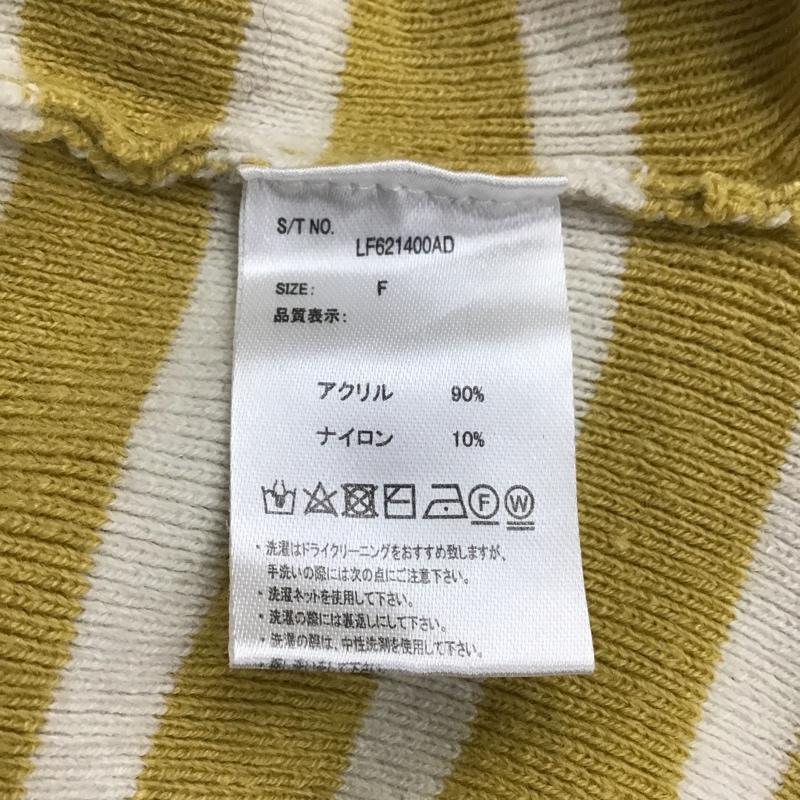 S/T NO.
LF621400AD
SIZE: F
品質表示:
アクリル 90%
ナイロン 10%
F W
・洗濯はドライクリーニングをおすすめ致しますが、
手洗いの際には次の点にご注意下さい。
・洗濯ネットを使用して下さい。
・洗濯の際には裏返しにして下さい。
・洗濯の際は、中性洗剤を使用して下さい。